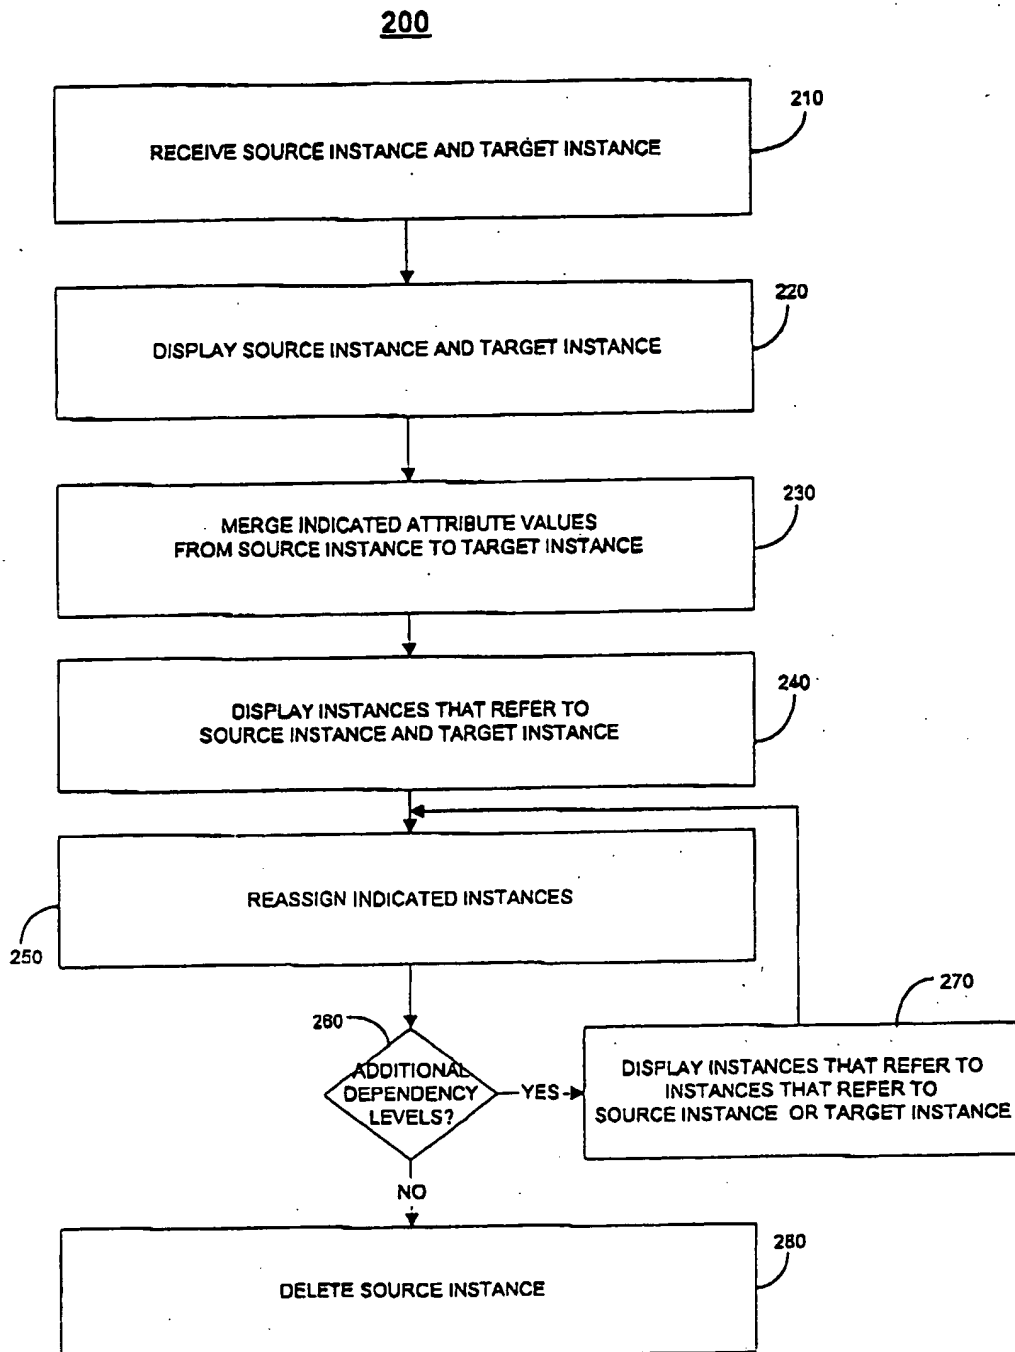 200
RECEIVE SOURCE INSTANCE AND TARGET INSTANCE
210
DISPLAY SOURCE INSTANCE AND TARGET INSTANCE
220
MERGE INDICATED ATTRIBUTE VALUES
FROM SOURCE INSTANCE TO TARGET INSTANCE
230
DISPLAY INSTANCES THAT REFER TO
SOURCE INSTANCE AND TARGET INSTANCE
240
REASSIGN INDICATED INSTANCES
250
260
ADDITIONAL
DEPENDENCY
LEVELS?
YES
270
DISPLAY INSTANCES THAT REFER TO
INSTANCES THAT REFER TO
SOURCE INSTANCE OR TARGET INSTANCE
NO
DELETE SOURCE INSTANCE
280